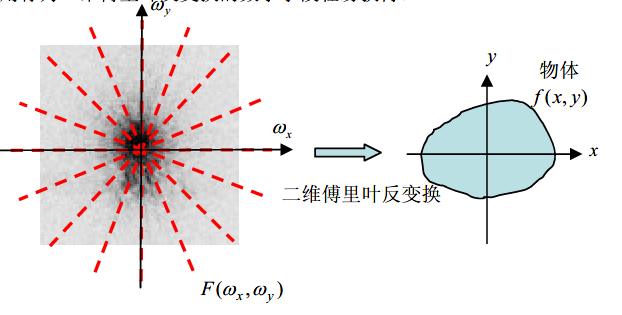 ω_y
ω_x
F(ω_x, ω_y)
二维傅里叶反变换
y
物体
f(x, y)
x